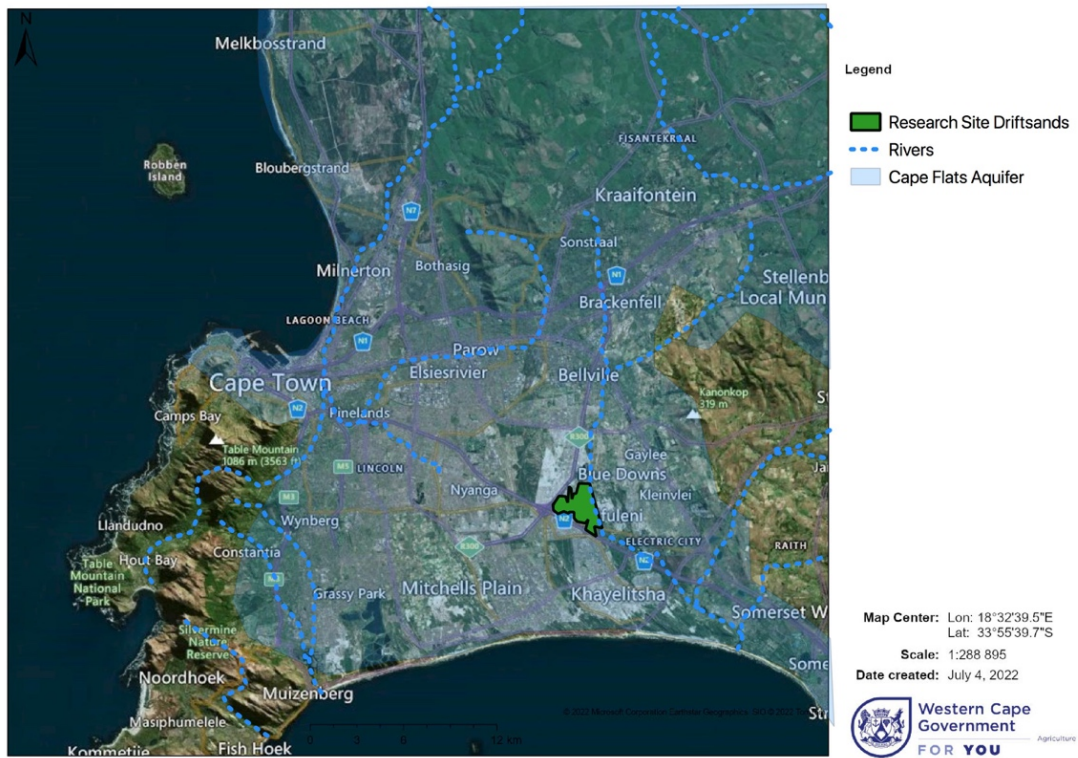 N
Melkbosstrand
FISANTEKRAAL
Robben
Island
Bloubergstrand
Kraaifontein
N7
Sonstraal
Milnerton
Bothasig
N1
Stellenb
Local Mun
Brackenfell
LAGOON BEACH
N1
Parow
Elsiesrivier
Bellville
Cape Town
Kanonkop
319 m
N2
Pinelands
Camps Bay
R300
Table Mountain
1086 m (3563 ft)
M5
LINCOLN
Gaylee
Blue Downs
Nyanga
Kleinvlei
M3
Wynberg
N2
fuleni
Llandudno
ELECTRIC CITY
Hout Bay
Constantia
R300
RAITH
N2
Table
Mountain
National
Park
Grassy Park
Mitchells Plain
Khayelitsha
Somerset W
Silvermine
Nature
Reserve
Noordhoek
Muizenberg
Some
Masiphumelele
Kommetjie
Fish Hoek
0 3 6 12 km
Legend
Research Site Driftsands
Rivers
Cape Flats Aquifer
Map Center: Lon: 18°32'39.5"E
Lat: 33°55'39.7"S
Scale: 1:288 895
Date created: July 4, 2022
Western Cape
Government
Agriculture
FOR YOU